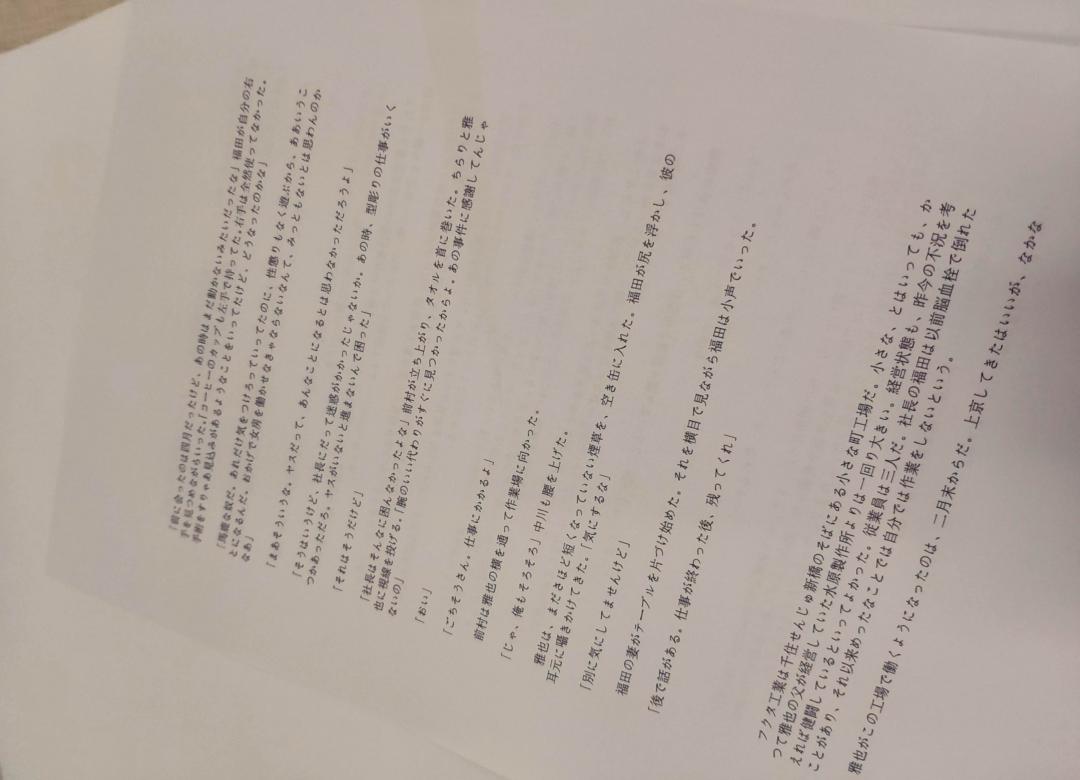 「前に会ったのは四月だったけど、あの時はまだ動かないみたいだったな」福田が自分の右
手を見つめながらいった。「コーヒーのカップも左手で持ってた。右手は全然使ってなかった。
手術をすりゃあ見込みがあるようなことをいってたけど、どうなったのかな」
「馬鹿な奴だ。あれだけ気をつけろっていってたのに、性懲りもなく遊ぶから、ああいうこ
とになるんだ。おかげで女房を働かせなきゃならないなんて、みっともないとは思わんのか
なあ」
「まあそういうな。ヤスだって、あんなことになるとは思わなかっただろうよ」
「そうはいうけど、社長にだって迷惑がかかったじゃないか。あの時、型彫りの仕事がいく
つかあっただろ。ヤスがいないと進まないんで困った」
「それはそうだけど」
「社長はそんなに困んなかったよな」前村が立ち上がり、タオルを首に巻いた。ちらりと雅
也に視線を投げる。「腕のいい代わりがすぐに見つかったからよ。あの事件に感謝してんじゃ
ないの」
「おい」
「ごちそうさん。仕事にかかるよ」
前村は雅也の横を通って作業場に向かった。
「じゃ、俺もそろそろ」中川も腰を上げた。
雅也は、まださほど短くなっていない煙草を、空き缶に入れた。福田が尻を浮かし、彼の
耳元に囁きかけてきた。「気にするな」
「別に気にしてませんけど」
福田の妻がテーブルを片づけ始めた。それを横目で見ながら福田は小声でいった。
「後で話がある。仕事が終わった後、残ってくれ」
フクタ工業は千住せんじゅ新橋のそばにある小さな町工場だ。小さな、とはいっても、か
つて雅也の父が経営していた水原製作所よりは一回り大きい。経営状態も、昨今の不況を考
えれば健闘しているといってよかった。従業員は三人だ。社長の福田は以前脳血栓で倒れた
ことがあり、それ以来めったなことでは自分では作業をしないという。
雅也がこの工場で働くようになったのは、二月末からだ。上京してきたはいいが、なかな